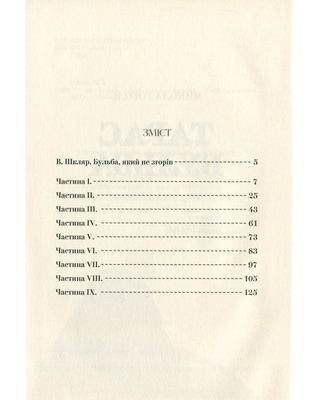 ЗМІСТ
В. Шкляр. Бульба, який не згорів 5
Частина I. 7
Частина II. 25
Частина III. 43
Частина IV. 61
Частина V. 73
Частина VI. 83
Частина VII. 97
Частина VIII. 105
Частина IX. 125